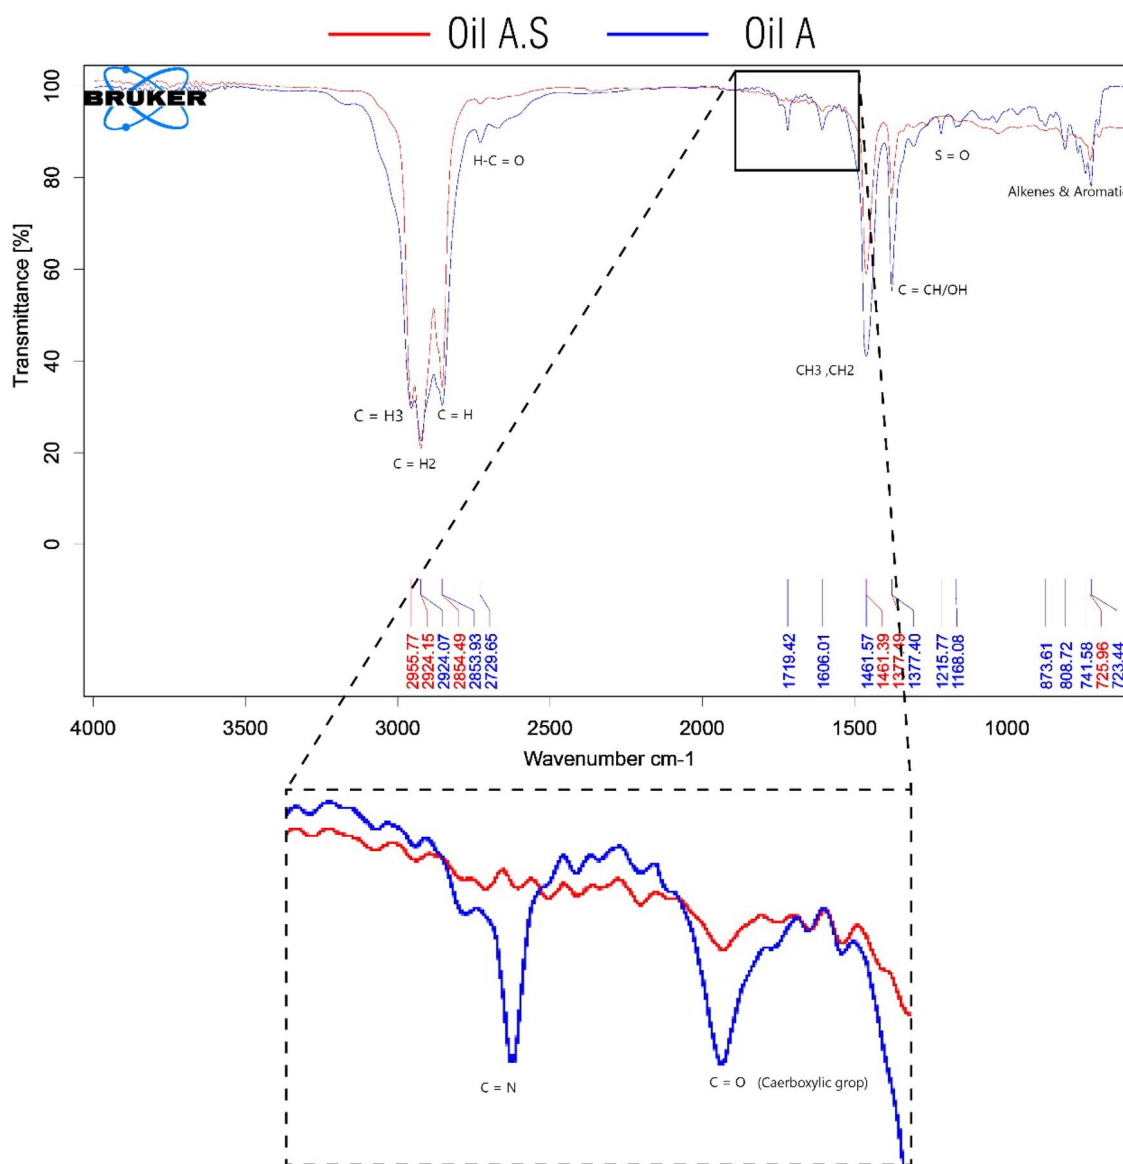 Oil A.S Oil A
BRUKER
Transmittance [%]
100
80
60
40
20
0
H-C = O
S = O
Alkenes & Aromatic
C = CH/OH
CH3 ,CH2
C = H3
C = H
C = H2
2955.77
2924.15
2924.07
2854.49
2853.93
2729.65
1719.42
1606.01
1461.57
1461.39
1377.49
1377.40
1215.77
1168.08
873.61
808.72
741.58
725.96
723.44
4000 3500 3000 2500 2000 1500 1000
Wavenumber cm-1
C = N
C = O (Caerboxylic grop)